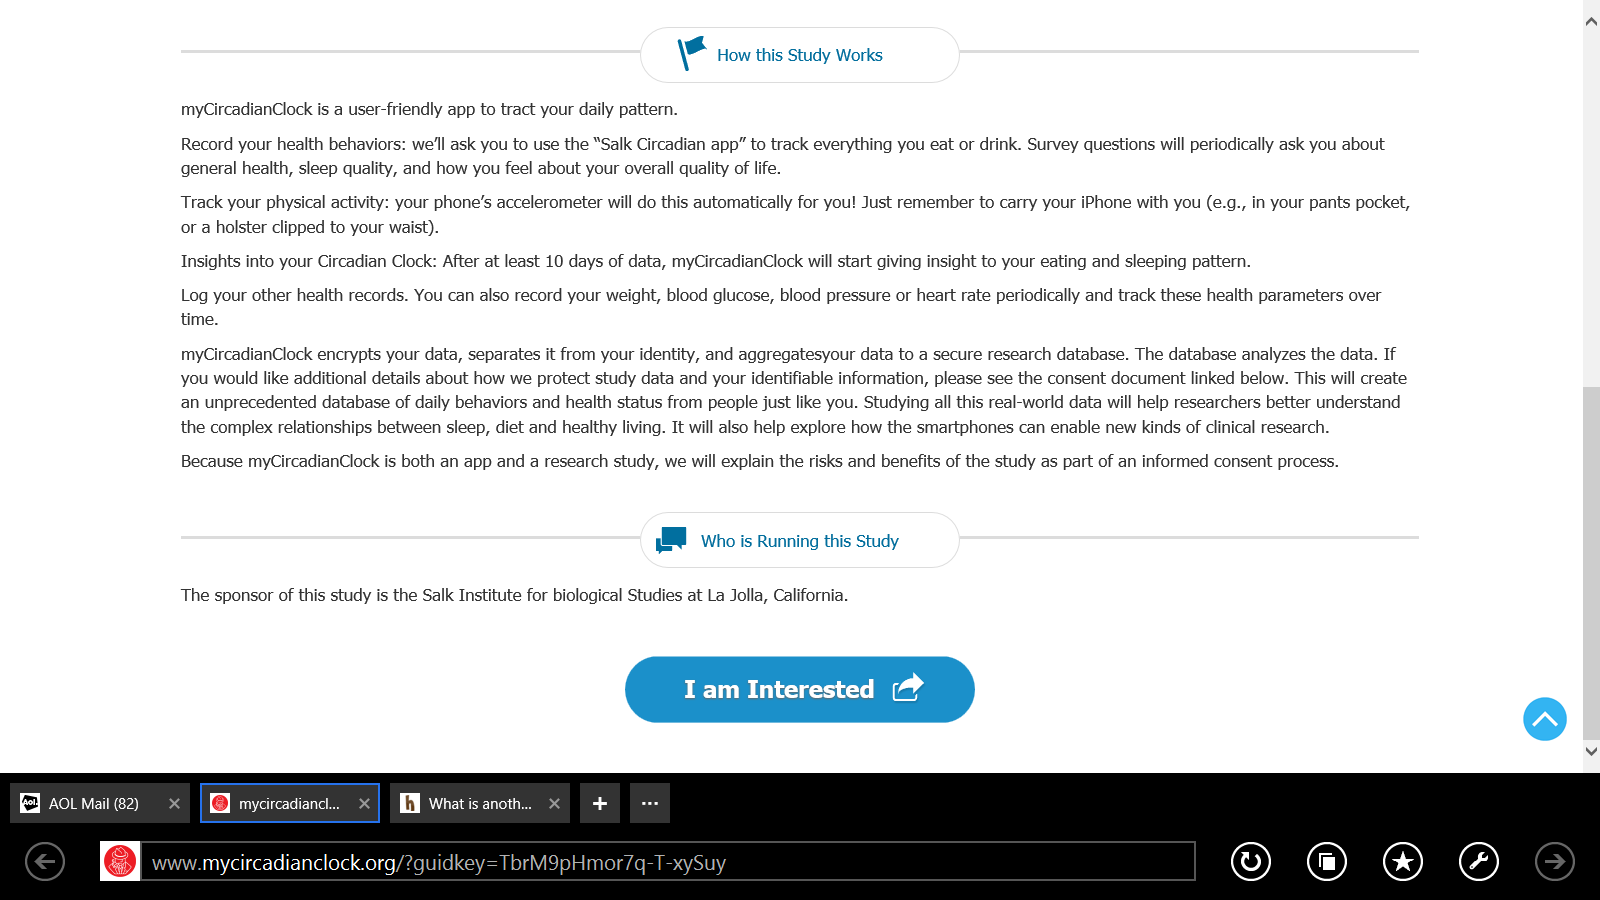 How this Study Works
myCircadianClock is a user-friendly app to tract your daily pattern.
Record your health behaviors: we’ll ask you to use the “Salk Circadian app” to track everything you eat or drink. Survey questions will periodically ask you about
general health, sleep quality, and how you feel about your overall quality of life.
Track your physical activity: your phone’s accelerometer will do this automatically for you! Just remember to carry your iPhone with you (e.g., in your pants pocket,
or a holster clipped to your waist).
Insights into your Circadian Clock: After at least 10 days of data, myCircadianClock will start giving insight to your eating and sleeping pattern.
Log your other health records. You can also record your weight, blood glucose, blood pressure or heart rate periodically and track these health parameters over
time.
myCircadianClock encrypts your data, separates it from your identity, and aggregatesyour data to a secure research database. The database analyzes the data. If
you would like additional details about how we protect study data and your identifiable information, please see the consent document linked below. This will create
an unprecedented database of daily behaviors and health status from people just like you. Studying all this real-world data will help researchers better understand
the complex relationships between sleep, diet and healthy living. It will also help explore how the smartphones can enable new kinds of clinical research.
Because myCircadianClock is both an app and a research study, we will explain the risks and benefits of the study as part of an informed consent process.
Who is Running this Study
The sponsor of this study is the Salk Institute for biological Studies at La Jolla, California.
I am Interested
Aol. AOL Mail (82) mycircadiancl... h What is anoth...
www.mycircadianclock.org/?guidkey=TbrM9pHmor7q-T-xySuy